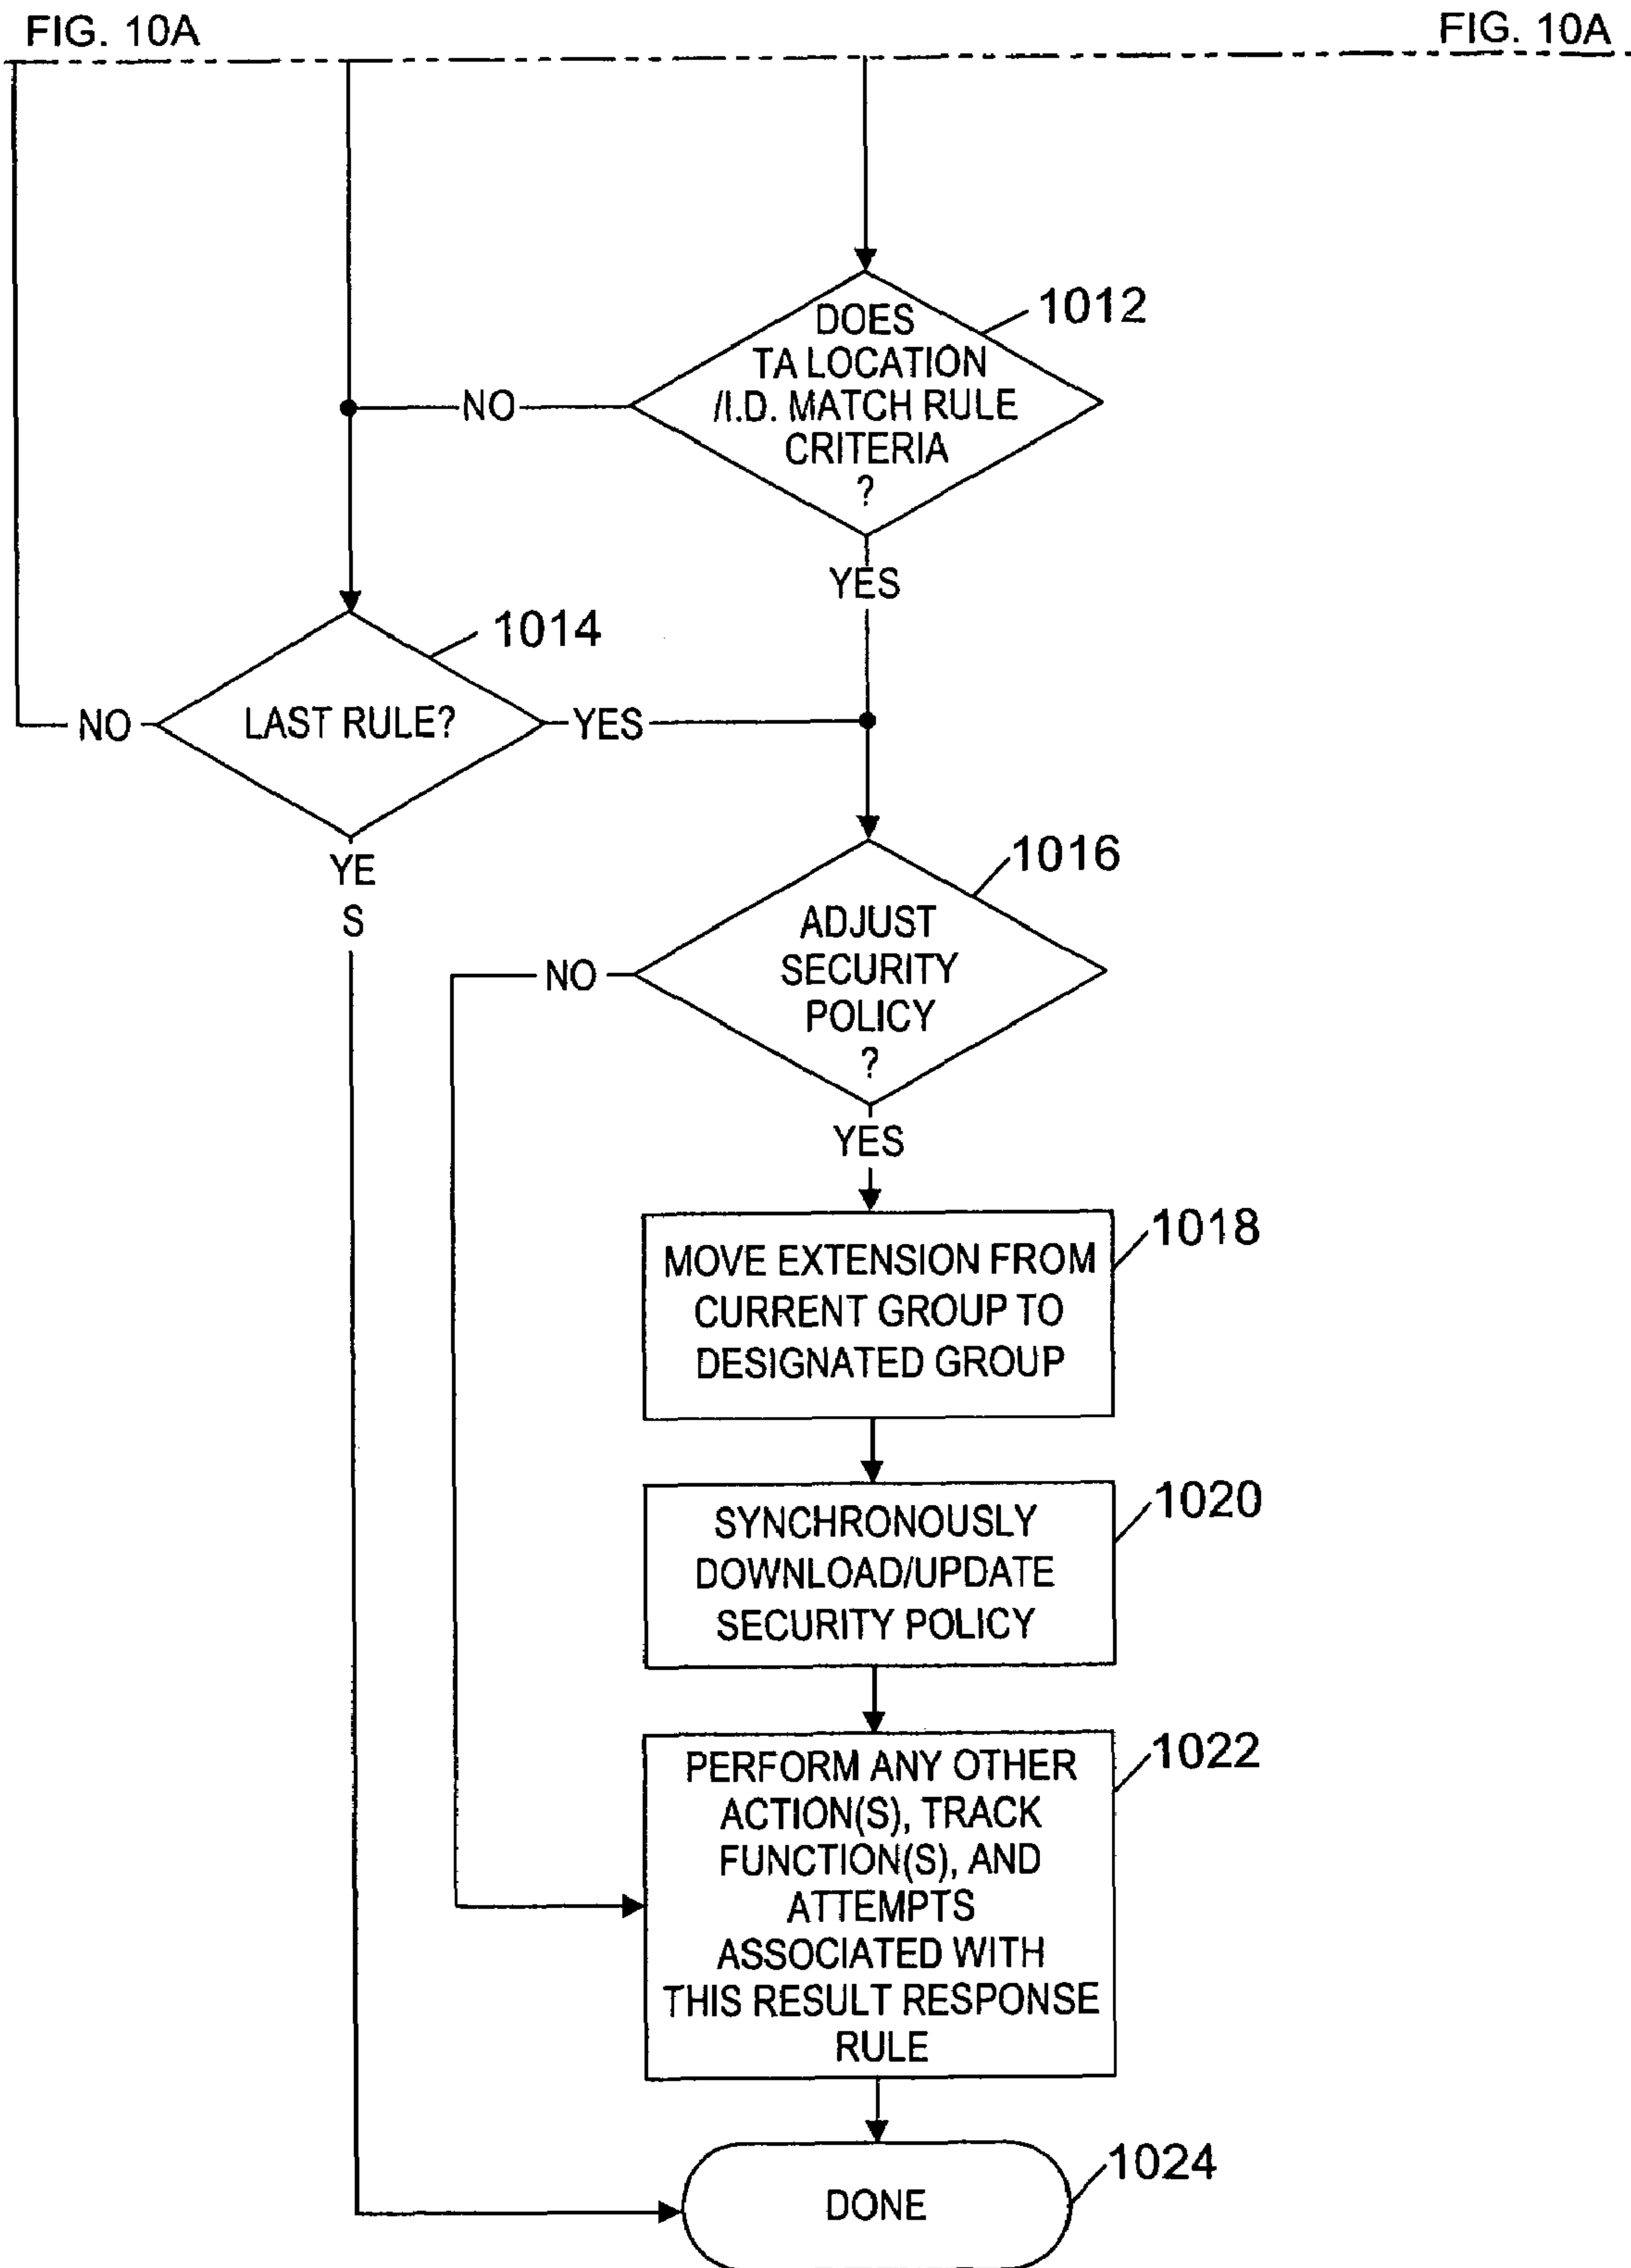 FIG. 10A
FIG. 10A
DOES
TA LOCATION
/I.D. MATCH RULE
CRITERIA
?
1012
NO
YES
1014
LAST RULE?
NO
YES
YE
S
1016
ADJUST
SECURITY
POLICY
?
NO
YES
1018
MOVE EXTENSION FROM
CURRENT GROUP TO
DESIGNATED GROUP
1020
SYNCHRONOUSLY
DOWNLOAD/UPDATE
SECURITY POLICY
1022
PERFORM ANY OTHER
ACTION(S), TRACK
FUNCTION(S), AND
ATTEMPTS
ASSOCIATED WITH
THIS RESULT RESPONSE
RULE
1024
DONE